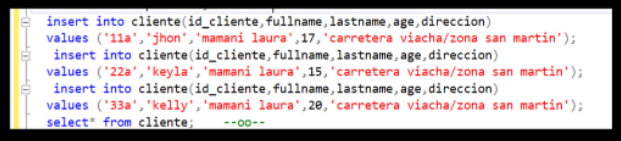 insert into cliente(id_cliente,fullname,lastname,age,direccion)
values ('11a','jhon','mamani laura',17,'carretera viacha/zona san martin');
insert into cliente(id_cliente,fullname,lastname,age,direccion)
values ('22a','keyla','mamani laura',15,'carretera viacha/zona san martin');
insert into cliente(id_cliente,fullname,lastname,age,direccion)
values ('33a','kelly','mamani laura',20,'carretera viacha/zona san martin');
select* from cliente; --oo--